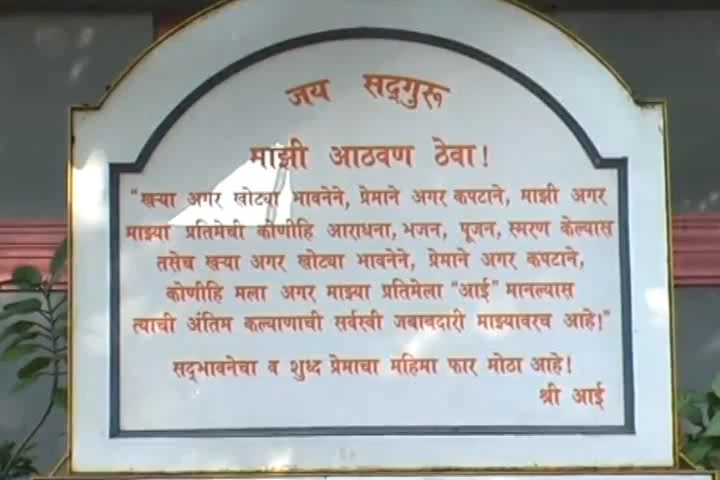 जय सद्‌गुरू
माझी आठवण ठेवा!
“खऱ्या अगर खोट्या भावनेने, प्रेमाने अगर कपटाने, माझी अगर
माझ्या प्रतिमेची कोणीहि आराधना, भजन, पूजन, स्मरण केल्यास
तसेच खऱ्या अगर खोट्या भावनेने, प्रेमाने अगर कपटाने,
कोणीहि मला अगर माझ्या प्रतिमेला “आई” मानल्यास
त्याची अंतिम कल्याणाची सर्वस्वी जबाबदारी माझ्यावरच आहे!”
सद्‌भावनेचा व शुध्द प्रेमाचा महिमा फार मोठा आहे!
श्री आई